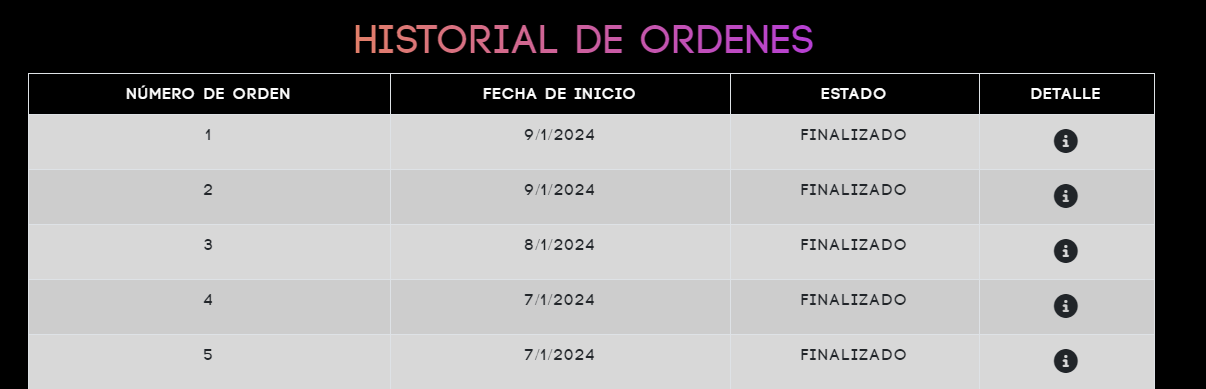 HISTORIAL DE ORDENES
NÚMERO DE ORDEN FECHA DE INICIO ESTADO DETALLE
1 9/1/2024 FINALIZADO
2 9/1/2024 FINALIZADO
3 8/1/2024 FINALIZADO
4 7/1/2024 FINALIZADO
5 7/1/2024 FINALIZADO